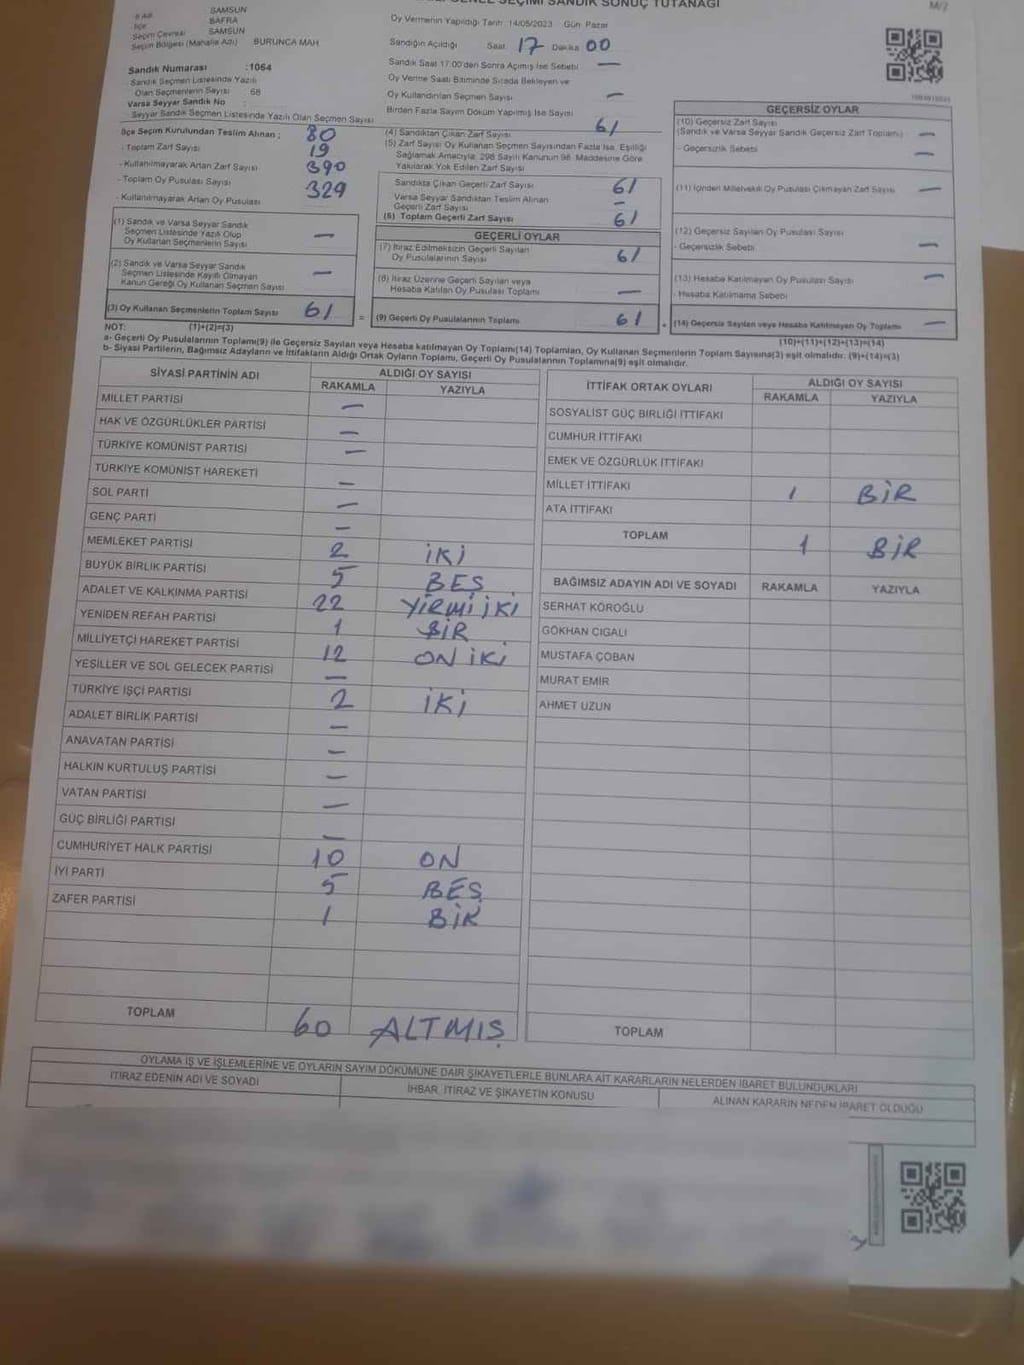 GENEL SEÇİMİ SANDIK SONUÇ TUTANAĞI
M/2
İli SAMSUN
İlçe BAFRA
Seçim Çevresi SAMSUN
Seçim Bölgesi (Mahalle Adı) BURUNCA MAH
Sandık Numarası :1064
Sandık Seçmen Listesinde Yazılı
Olan Seçmenlerin Sayısı : 68
Varsa Seyyar Sandık No :
Seyyar Sandık Seçmen Listesinde Yazılı Olan Seçmen Sayısı
İlçe Seçim Kurulundan Teslim Alınan ;
- Toplam Zarf Sayısı 80
- Kullanılmayarak Artan Zarf Sayısı 19
- Toplam Oy Pusulası Sayısı 390
- Kullanılmayarak Artan Oy Pusulası 329
(1) Sandık ve Varsa Seyyar Sandık
Seçmen Listesinde Yazılı Olup
Oy Kullanan Seçmenlerin Sayısı —
(2) Sandık ve Varsa Seyyar Sandık
Seçmen Listesinde Kayıtlı Olmayan
Kanun Gereği Oy Kullanan Seçmen Sayısı —
(3) Oy Kullanan Seçmenlerin Toplam Sayısı 61 =
Oy Vermenin Yapıldığı Tarih :14/05/2023 Gün Pazar
Sandığın Açıldığı Saat 17 Dakika 00
Sandık Saat 17:00'den Sonra Açılmış İse Sebebi —
Oy Verme Saati Bitiminde Sırada Bekleyen ve
Oy Kullandırılan Seçmen Sayısı —
Birden Fazla Sayım Döküm Yapılmış İse Sayısı
(4) Sandıktan Çıkan Zarf Sayısı 61
(5) Zarf Sayısı Oy Kullanan Seçmen Sayısından Fazla İse, Eşitliği
Sağlamak Amacıyla, 298 Sayılı Kanunun 98. Maddesine Göre
Yakılarak Yok Edilen Zarf Sayısı
Sandıkta Çıkan Geçerli Zarf Sayısı 61
Varsa Seyyar Sandıktan Teslim Alınan
Geçerli Zarf Sayısı —
(6) Toplam Geçerli Zarf Sayısı 61
GEÇERLİ OYLAR
(7) İtiraz Edilmeksizin Geçerli Sayılan
Oy Pusulalarının Sayısı 61
(8) İtiraz Üzerine Geçerli Sayılan veya
Hesaba Katılan Oy Pusulası Toplamı —
(9) Geçerli Oy Pusulalarının Toplamı 61 +
GEÇERSİZ OYLAR
(10) Geçersiz Zarf Sayısı
(Sandık ve Varsa Seyyar Sandık Geçersiz Zarf Toplamı) —
- Geçersizlik Sebebi —
(11) İçinden Milletvekili Oy Pusulası Çıkmayan Zarf Sayısı —
(12) Geçersiz Sayılan Oy Pusulası Sayısı
- Geçersizlik Sebebi —
(13) Hesaba Katılmayan Oy Pusulası Sayısı —
- Hesaba Katılmama Sebebi
(14) Geçersiz Sayılan veya Hesaba Katılmayan Oy Toplamı —
NOT: (1)+(2)=(3) (10)+(11)+(12)+(13)=(14)
a- Geçerli Oy Pusulalarının Toplamı(9) ile Geçersiz Sayılan veya Hesaba katılmayan Oy Toplamı(14) Toplamları, Oy Kullanan Seçmenlerin Toplam Sayısına(3) eşit olmalıdır. (9)+(14)=(3)
b- Siyasi Partilerin, Bağımsız Adayların ve İttifakların Aldığı Ortak Oyların Toplamı, Geçerli Oy Pusulalarının Toplamına(9) eşit olmalıdır.
SİYASİ PARTİNİN ADI ALDIĞI OY SAYISI
RAKAMLA YAZIYLA
MİLLET PARTİSİ —
HAK VE ÖZGÜRLÜKLER PARTİSİ —
TÜRKİYE KOMÜNİST PARTİSİ —
TÜRKİYE KOMÜNİST HAREKETİ —
SOL PARTİ —
GENÇ PARTİ —
MEMLEKET PARTİSİ 2 İKİ
BÜYÜK BİRLİK PARTİSİ 5 BEŞ
ADALET VE KALKINMA PARTİSİ 22 YİRMİ İKİ
YENİDEN REFAH PARTİSİ 1 BİR
MİLLİYETÇİ HAREKET PARTİSİ 12 ON İKİ
YEŞİLLER VE SOL GELECEK PARTİSİ —
TÜRKİYE İŞÇİ PARTİSİ 2 İKİ
ADALET BİRLİK PARTİSİ —
ANAVATAN PARTİSİ —
HALKIN KURTULUŞ PARTİSİ —
VATAN PARTİSİ —
GÜÇ BİRLİĞİ PARTİSİ —
CUMHURİYET HALK PARTİSİ 10 ON
İYİ PARTİ 5 BEŞ
ZAFER PARTİSİ 1 BİR
TOPLAM 60 ALTMIŞ
İTTİFAK ORTAK OYLARI ALDIĞI OY SAYISI
RAKAMLA YAZIYLA
SOSYALİST GÜÇ BİRLİĞİ İTTİFAKI
CUMHUR İTTİFAKI
EMEK VE ÖZGÜRLÜK İTTİFAKI
MİLLET İTTİFAKI 1 BİR
ATA İTTİFAKI
TOPLAM 1 BİR
BAĞIMSIZ ADAYIN ADI VE SOYADI RAKAMLA YAZIYLA
SERHAT KÖROĞLU
GÖKHAN CIGALI
MUSTAFA ÇOBAN
MURAT EMİR
AHMET UZUN
TOPLAM
OYLAMA İŞ VE İŞLEMLERİNE VE OYLARIN SAYIM DÖKÜMÜNE DAİR ŞİKAYETLERLE BUNLARA AİT KARARLARIN NELERDEN İBARET BULUNDUKLARI
İTİRAZ EDENİN ADI VE SOYADI İHBAR, İTİRAZ VE ŞİKAYETİN KONUSU ALINAN KARARIN NEDEN İBARET OLDUĞU